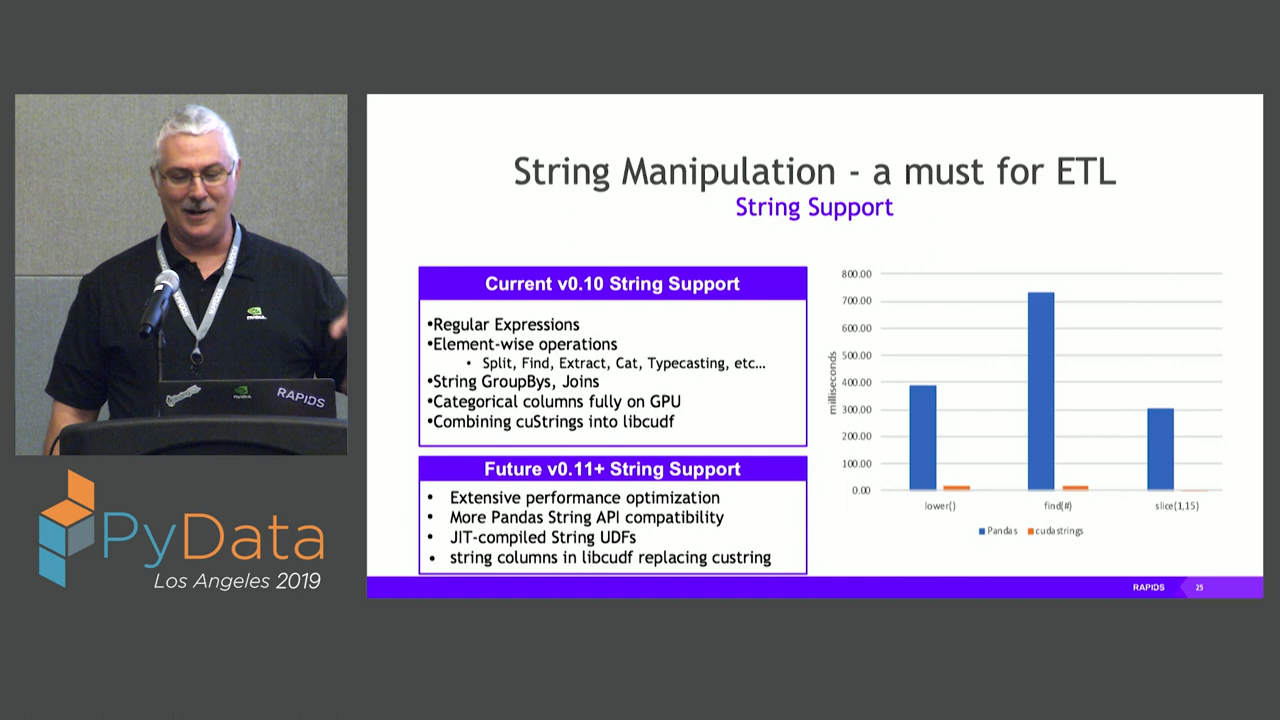 String Manipulation - a must for ETL
String Support
Current v0.10 String Support
•Regular Expressions
•Element-wise operations
• Split, Find, Extract, Cat, Typecasting, etc…
•String GroupBys, Joins
•Categorical columns fully on GPU
•Combining cuStrings into libcudf
Future v0.11+ String Support
• Extensive performance optimization
• More Pandas String API compatibility
• JIT-compiled String UDFs
• string columns in libcudf replacing custring
milliseconds
800.00
700.00
600.00
500.00
400.00
300.00
200.00
100.00
0.00
lower()
find(#)
slice(1,15)
Pandas
cudastrings
RAPIDS
25
RAPIDS
NVIDIA
RAPIDS
PyData
Los Angeles 2019